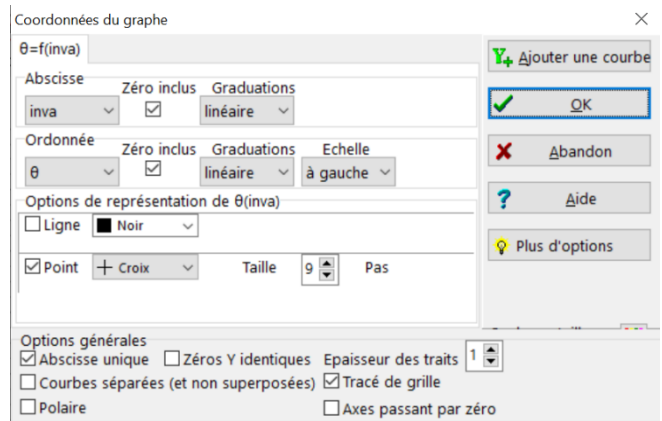 Coordonnées du graphe
θ=f(inva)
Abscisse
Zéro inclus Graduations
inva linéaire
Ordonnée
Zéro inclus Graduations Echelle
θ linéaire à gauche
Options de représentation de θ(inva)
Ligne Noir
Point Croix Taille 9 Pas
Ajouter une courbe
OK
Abandon
Aide
Plus d'options
Options générales
Abscisse unique Zéros Y identiques Epaisseur des traits 1
Courbes séparées (et non superposées) Tracé de grille
Polaire Axes passant par zéro